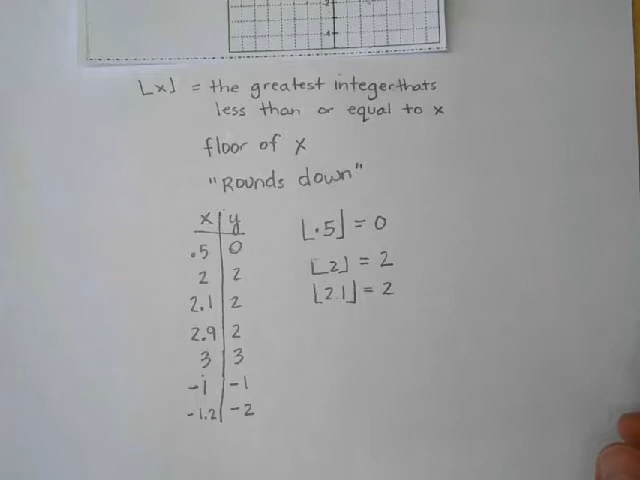 ⌊x⌋ = the greatest integer thats
less than or equal to x
floor of x
"Rounds down"
x y
.5 0
2 2
2.1 2
2.9 2
3 3
-1 -1
-1.2 -2
⌊.5⌋ = 0
⌊2⌋ = 2
⌊2.1⌋ = 2